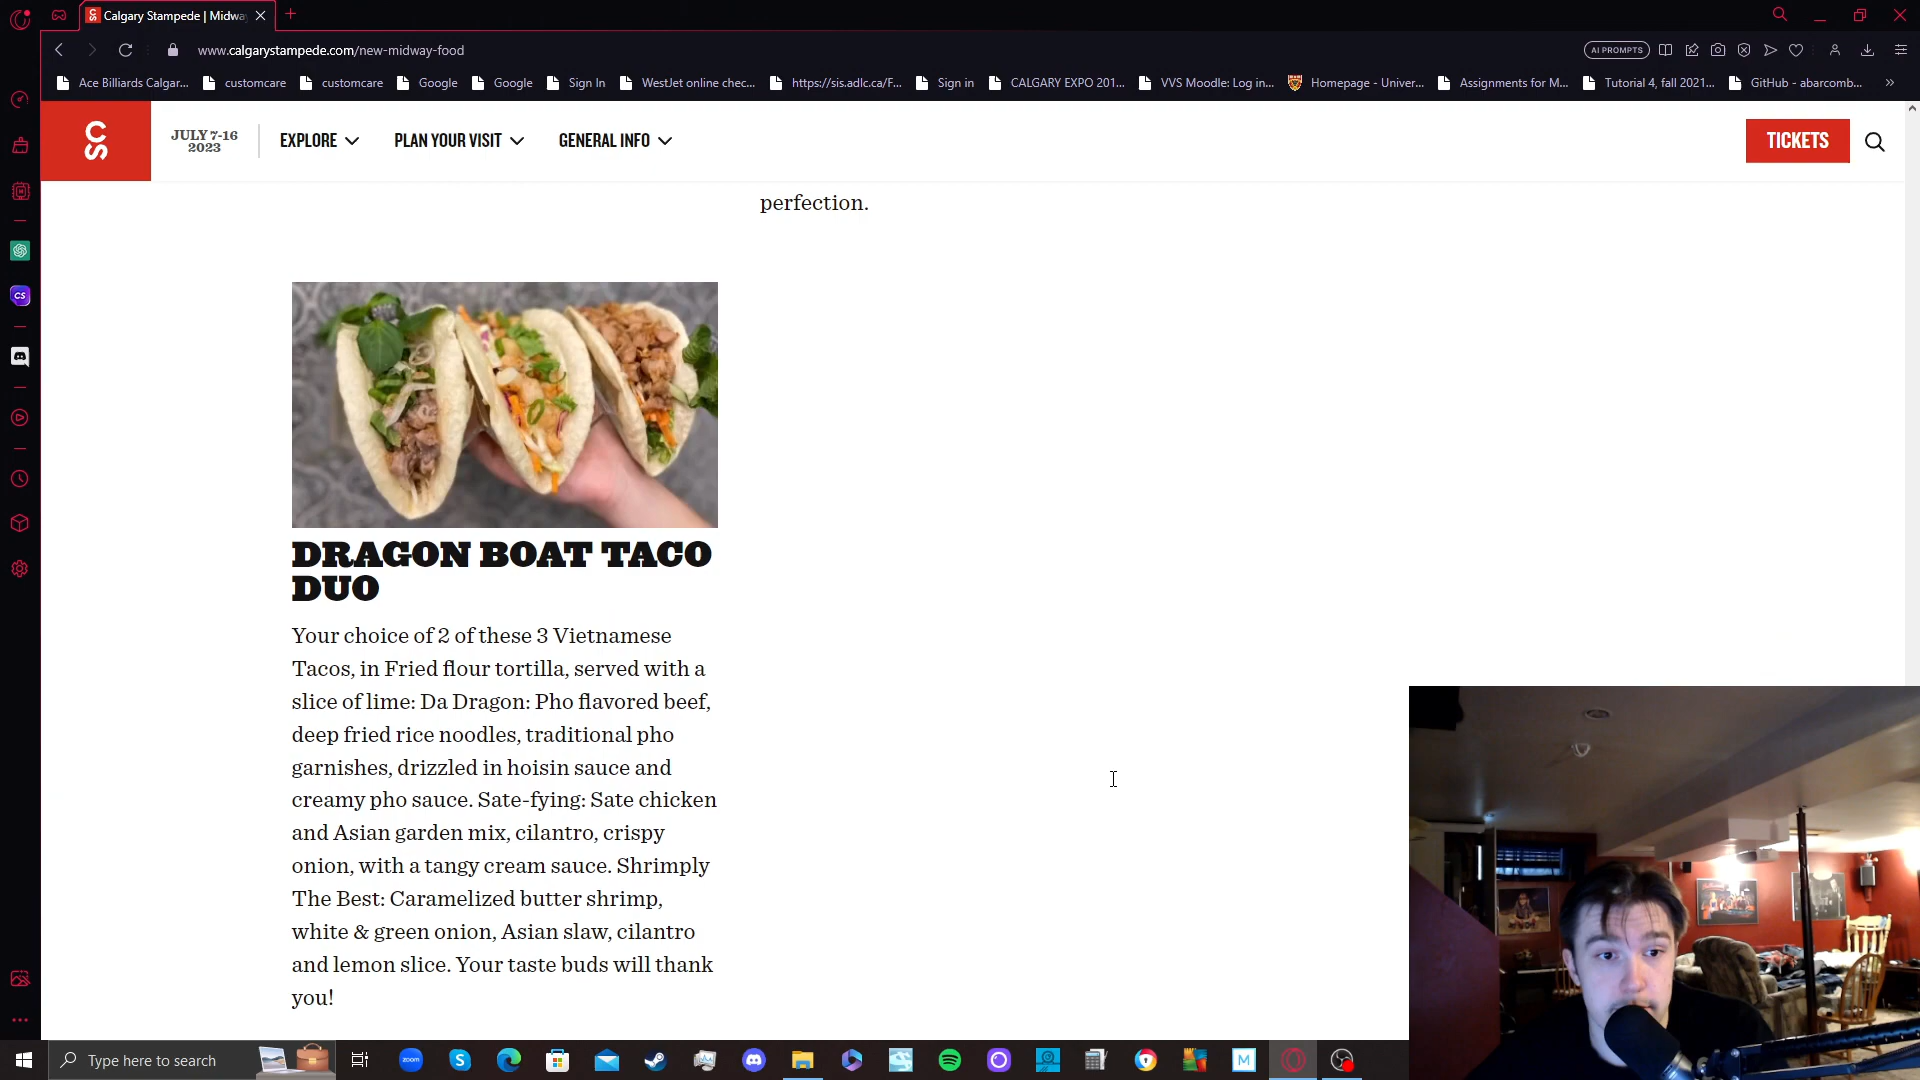 Calgary Stampede | Midwa
www.calgarystampede.com/new-midway-food
AI PROMPTS
Ace Billiards Calgar...
customcare
customcare
Google
Google
Sign In
WestJet online chec...
https://sis.adlc.ca/F...
Sign in
CALGARY EXPO 201...
VVS Moodle: Log in...
Homepage - Univer...
Assignments for M...
Tutorial 4, fall 2021...
GitHub - abarcomb...
CS
JULY 7-16
2023
EXPLORE
PLAN YOUR VISIT
GENERAL INFO
TICKETS
perfection.
DRAGON BOAT TACO
DUO
Your choice of 2 of these 3 Vietnamese
Tacos, in Fried flour tortilla, served with a
slice of lime: Da Dragon: Pho flavored beef,
deep fried rice noodles, traditional pho
garnishes, drizzled in hoisin sauce and
creamy pho sauce. Sate-fying: Sate chicken
and Asian garden mix, cilantro, crispy
onion, with a tangy cream sauce. Shrimply
The Best: Caramelized butter shrimp,
white & green onion, Asian slaw, cilantro
and lemon slice. Your taste buds will thank
you!
Type here to search
zoom